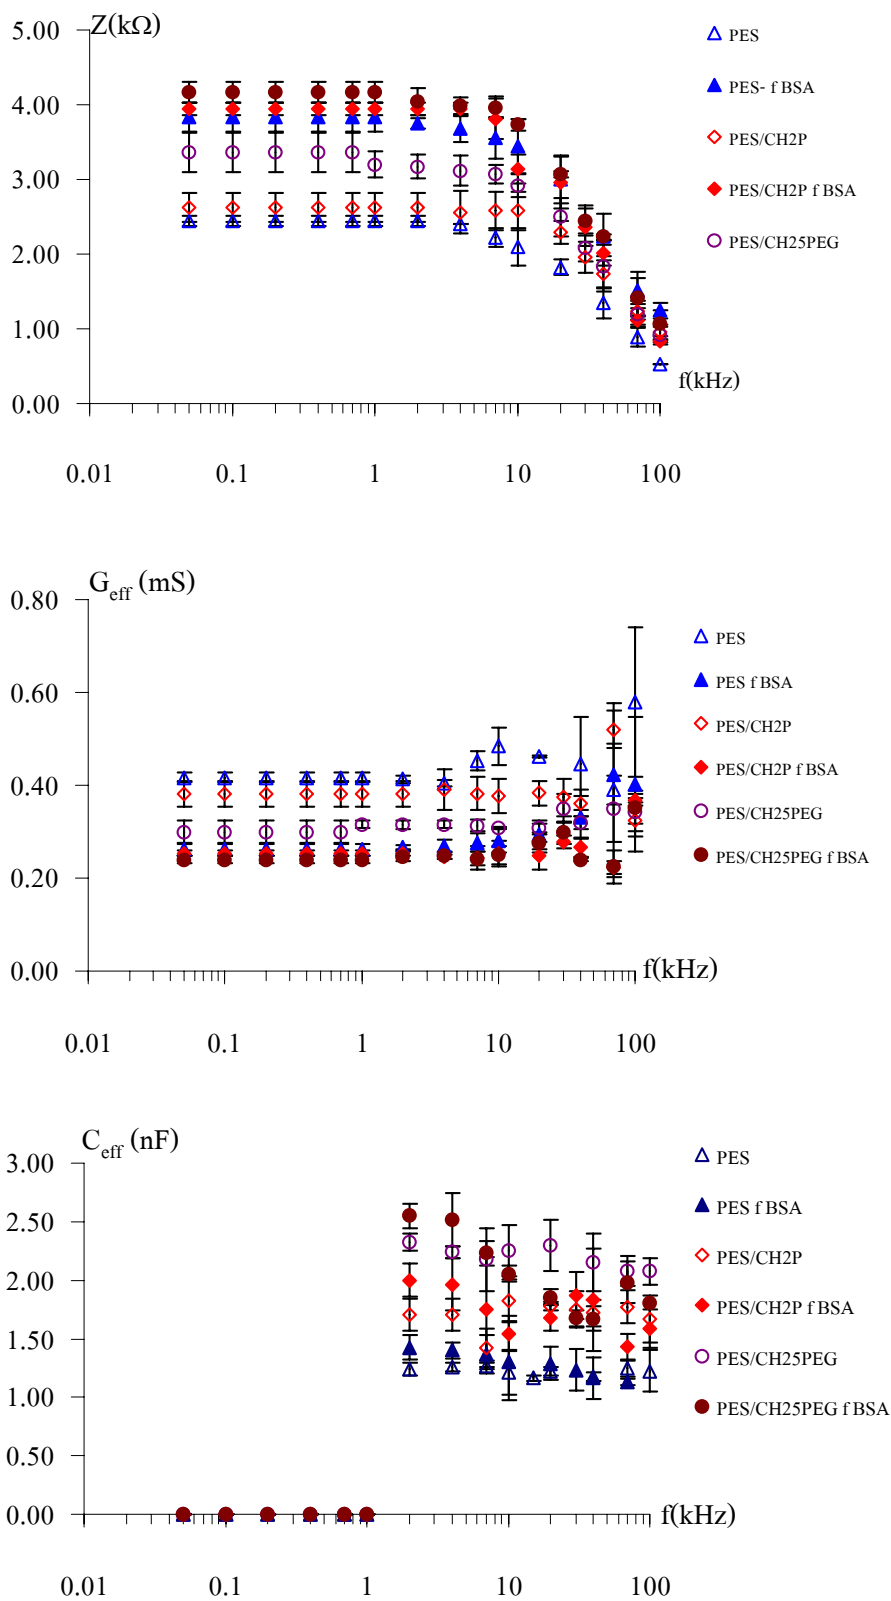 Z(kΩ)
5.00
4.00
3.00
2.00
1.00
0.00
f(kHz)
0.01 0.1 1 10 100
PES
PES- f BSA
PES/CH2P
PES/CH2P f BSA
PES/CH25PEG
Geff (mS)
0.80
0.60
0.40
0.20
0.00
f(kHz)
0.01 0.1 1 10 100
PES
PES f BSA
PES/CH2P
PES/CH2P f BSA
PES/CH25PEG
PES/CH25PEG f BSA
Ceff (nF)
3.00
2.50
2.00
1.50
1.00
0.50
0.00
f(kHz)
0.01 0.1 1 10 100
PES
PES f BSA
PES/CH2P
PES/CH2P f BSA
PES/CH25PEG
PES/CH25PEG f BSA